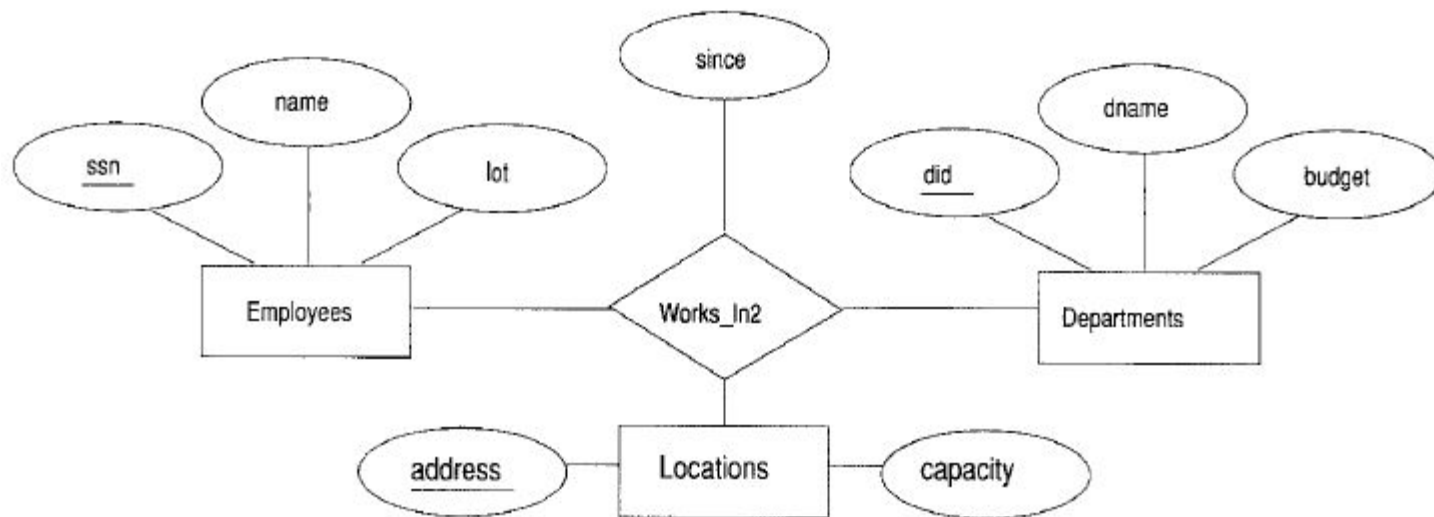 since
name
dname
ssn
lot
did
budget
Employees
Works_In2
Departments
address
Locations
capacity